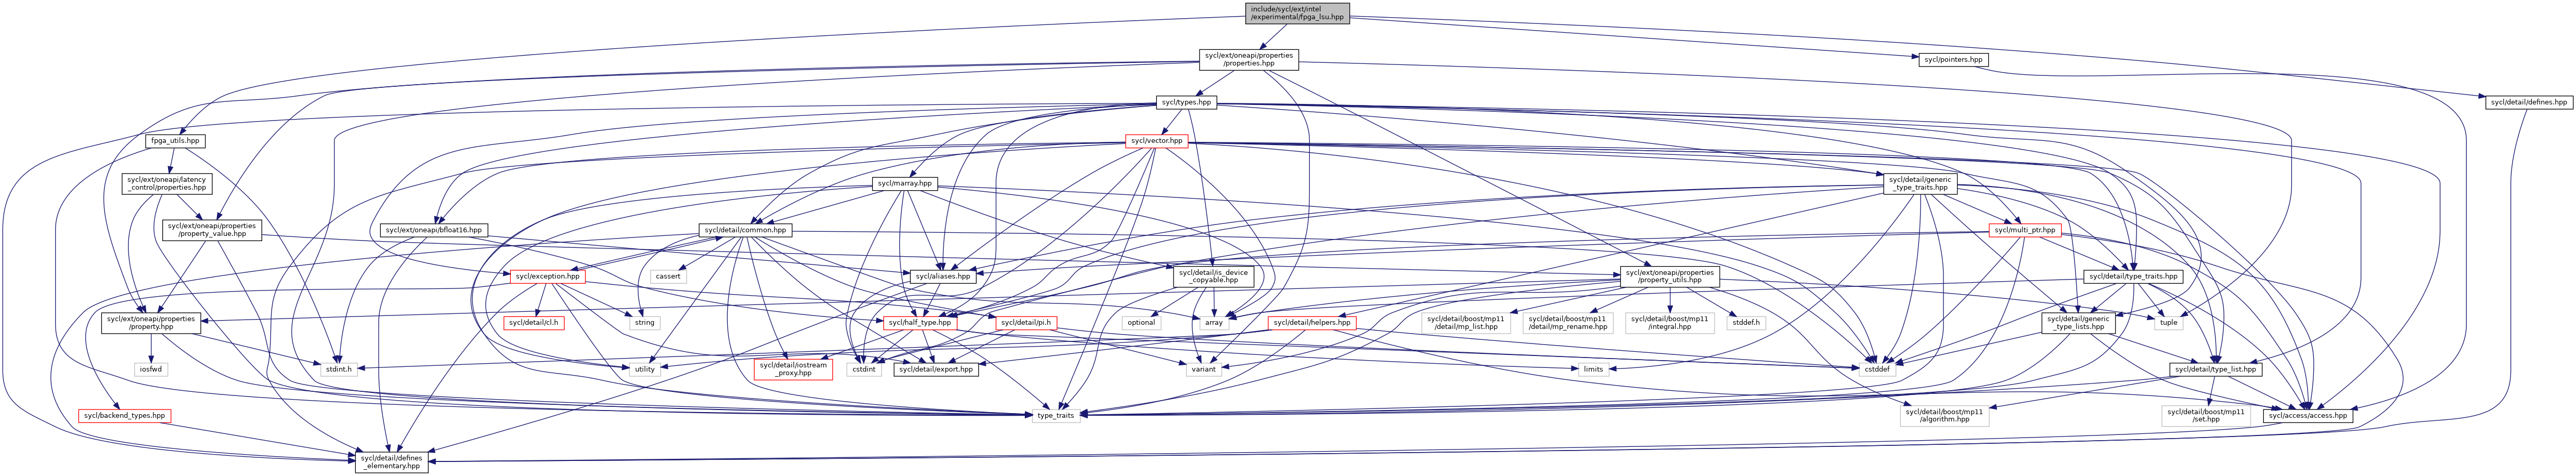 include/sycl/ext/intel
/experimental/fpga_lsu.hpp
sycl/ext/oneapi/properties
/properties.hpp
sycl/pointers.hpp
sycl/types.hpp
sycl/detail/defines.hpp
fpga_utils.hpp
sycl/vector.hpp
sycl/ext/oneapi/latency
_control/properties.hpp
sycl/marray.hpp
sycl/detail/generic
_type_traits.hpp
sycl/ext/oneapi/properties
/property_value.hpp
sycl/ext/oneapi/bfloat16.hpp
sycl/detail/common.hpp
sycl/multi_ptr.hpp
sycl/exception.hpp
cassert
sycl/aliases.hpp
sycl/detail/is_device
_copyable.hpp
sycl/ext/oneapi/properties
/property_utils.hpp
sycl/detail/type_traits.hpp
sycl/ext/oneapi/properties
/property.hpp
sycl/detail/cl.h
string
sycl/half_type.hpp
sycl/detail/pi.h
optional
array
sycl/detail/helpers.hpp
sycl/detail/boost/mp11
/detail/mp_list.hpp
sycl/detail/boost/mp11
/detail/mp_rename.hpp
sycl/detail/boost/mp11
/integral.hpp
stddef.h
sycl/detail/generic
_type_lists.hpp
tuple
iosfwd
stdint.h
utility
sycl/detail/iostream
_proxy.hpp
cstdint
sycl/detail/export.hpp
variant
limits
cstddef
sycl/detail/type_list.hpp
sycl/backend_types.hpp
type_traits
sycl/detail/boost/mp11
/algorithm.hpp
sycl/detail/boost/mp11
/set.hpp
sycl/access/access.hpp
sycl/detail/defines
_elementary.hpp